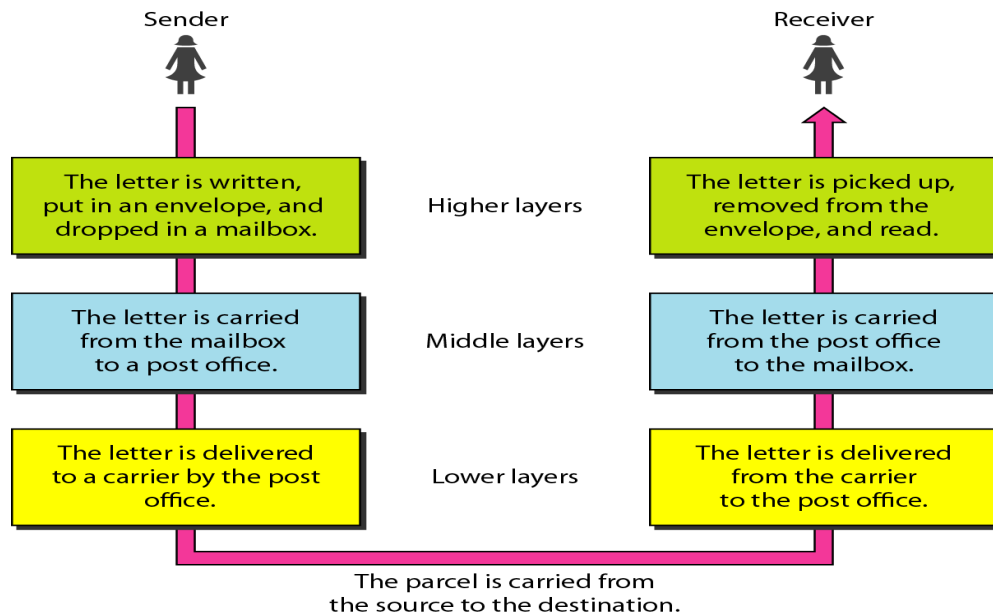 Sender
Receiver
The letter is written,
put in an envelope, and
dropped in a mailbox.
Higher layers
The letter is picked up,
removed from the
envelope, and read.
The letter is carried
from the mailbox
to a post office.
Middle layers
The letter is carried
from the post office
to the mailbox.
The letter is delivered
to a carrier by the post
office.
Lower layers
The letter is delivered
from the carrier
to the post office.
The parcel is carried from
the source to the destination.